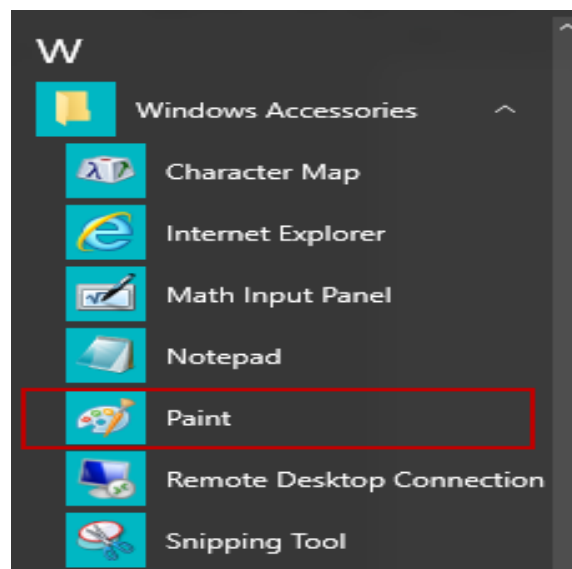 W
Windows Accessories
Character Map
Internet Explorer
Math Input Panel
Notepad
Paint
Remote Desktop Connection
Snipping Tool